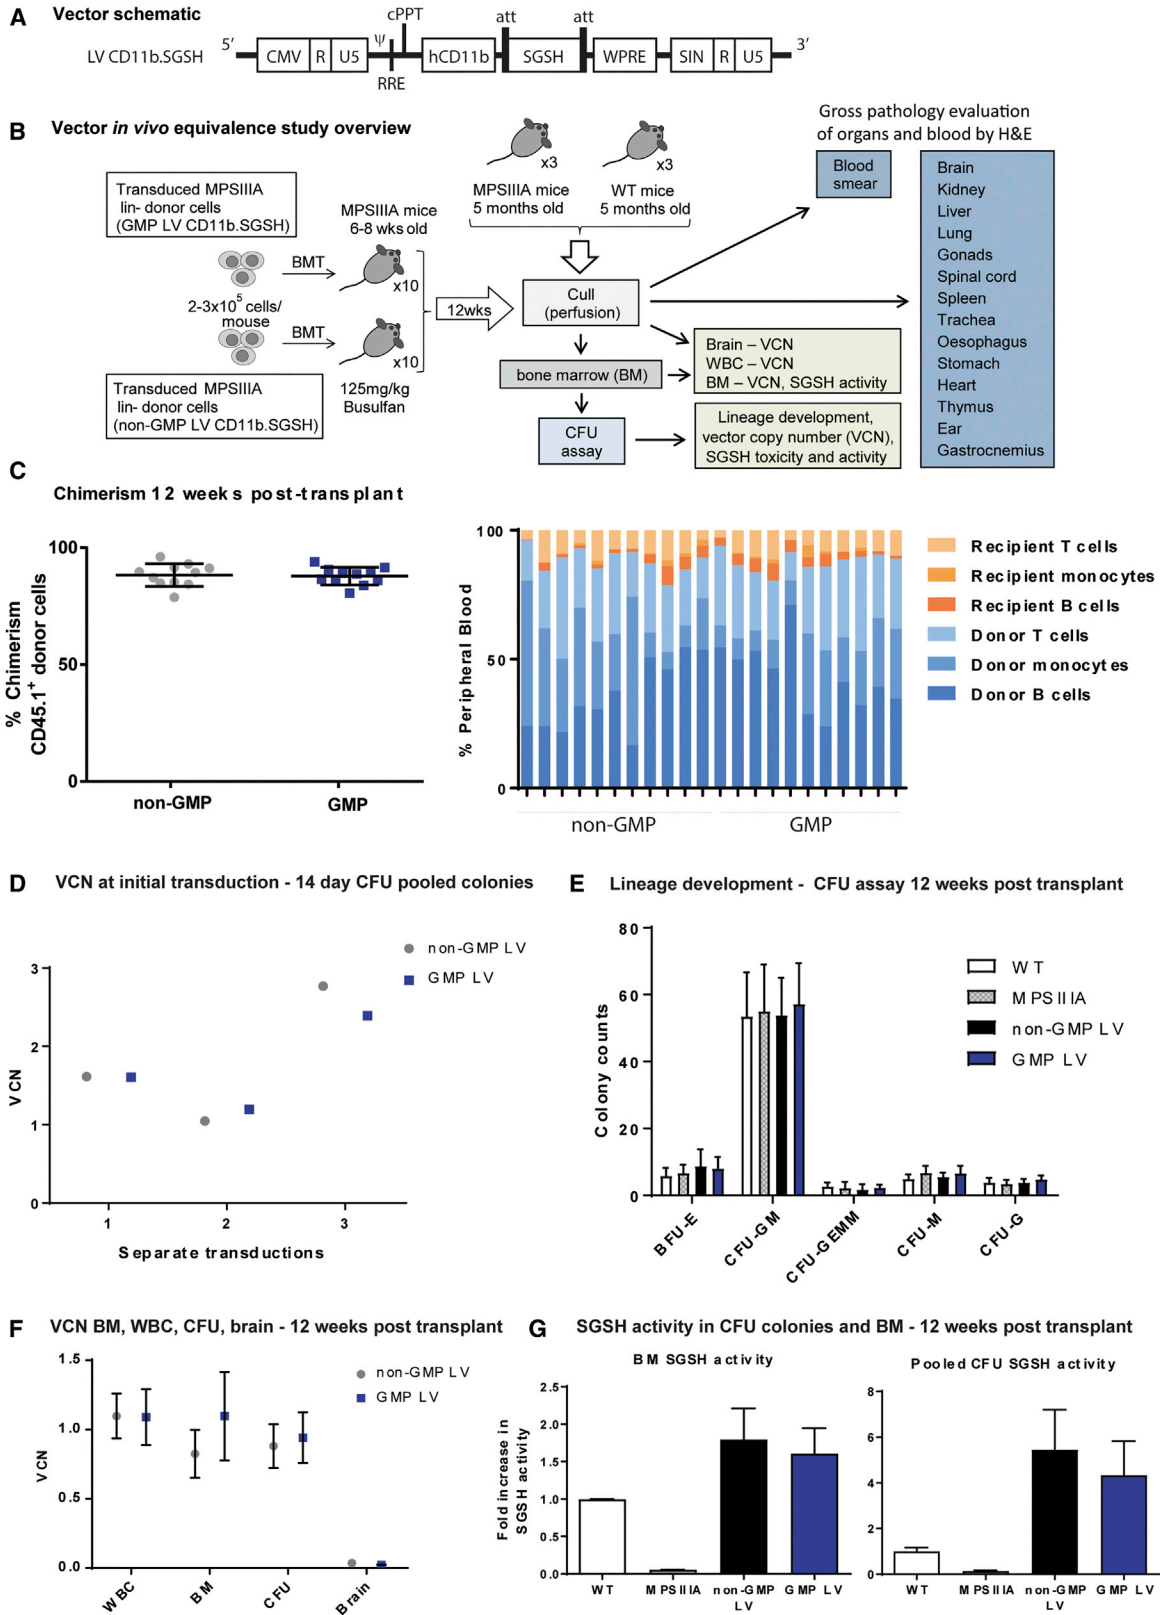 A Vector schematic
LV CD11b.SGSH
5′
CMV R U5
Ψ
cPPT
RRE
hCD11b
att
SGSH
att
WPRE
SIN R U5
3′
B Vector in vivo equivalence study overview
Transduced MPSIIIA
lin- donor cells
(GMP LV CD11b.SGSH)
BMT
2-3x10^5 cells/
mouse
BMT
Transduced MPSIIIA
lin- donor cells
(non-GMP LV CD11b.SGSH)
MPSIIIA mice
6-8 wks old
x10
x10
125mg/kg
Busulfan
12wks
x3
MPSIIIA mice
5 months old
x3
WT mice
5 months old
Cull
(perfusion)
bone marrow (BM)
CFU
assay
Gross pathology evaluation
of organs and blood by H&E
Blood
smear
Brain – VCN
WBC – VCN
BM – VCN, SGSH activity
Lineage development,
vector copy number (VCN),
SGSH toxicity and activity
Brain
Kidney
Liver
Lung
Gonads
Spinal cord
Spleen
Trachea
Oesophagus
Stomach
Heart
Thymus
Ear
Gastrocnemius
C
Chimerism 12 weeks post-transplant
% Chimerism
CD45.1+ donor cells
100
50
0
non-GMP
GMP
% Peripheral Blood
100
50
0
non-GMP
GMP
Recipient T cells
Recipient monocytes
Recipient B cells
Donor T cells
Donor monocytes
Donor B cells
D VCN at initial transduction - 14 day CFU pooled colonies
VCN
3
2
1
0
1 2 3
Separate transductions
non-GMP LV
GMP LV
E Lineage development - CFU assay 12 weeks post transplant
Colony counts
80
60
40
20
0
BFU-E
CFU-GM
CFU-GEMM
CFU-M
CFU-G
WT
MPSIIIA
non-GMP LV
GMP LV
F VCN BM, WBC, CFU, brain - 12 weeks post transplant
VCN
1.5
1.0
0.5
0.0
WBC
BM
CFU
Brain
non-GMP LV
GMP LV
G SGSH activity in CFU colonies and BM - 12 weeks post transplant
BM SGSH activity
Fold increase in
SGSH activity
2.5
2.0
1.5
1.0
0.5
0.0
WT
MPSIIIA
non-GMP
LV
GMP LV
Pooled CFU SGSH activity
8
6
4
2
0
WT
MPSIIIA
non-GMP
LV
GMP LV